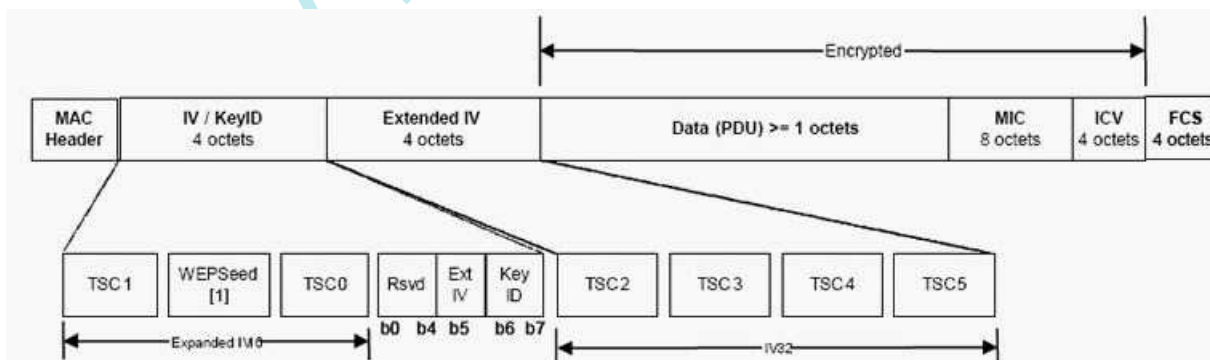 Encrypted
MAC Header
IV / KeyID
4 octets
Extended IV
4 octets
Data (PDU) >= 1 octets
MIC
8 octets
ICV
4 octets
FCS
4 octets
TSC1
WEPSeed
[1]
TSC0
Rsvd
Ext
IV
Key
ID
TSC2
TSC3
TSC4
TSC5
b0 b4 b5 b6 b7
Expanded IV16
IV32